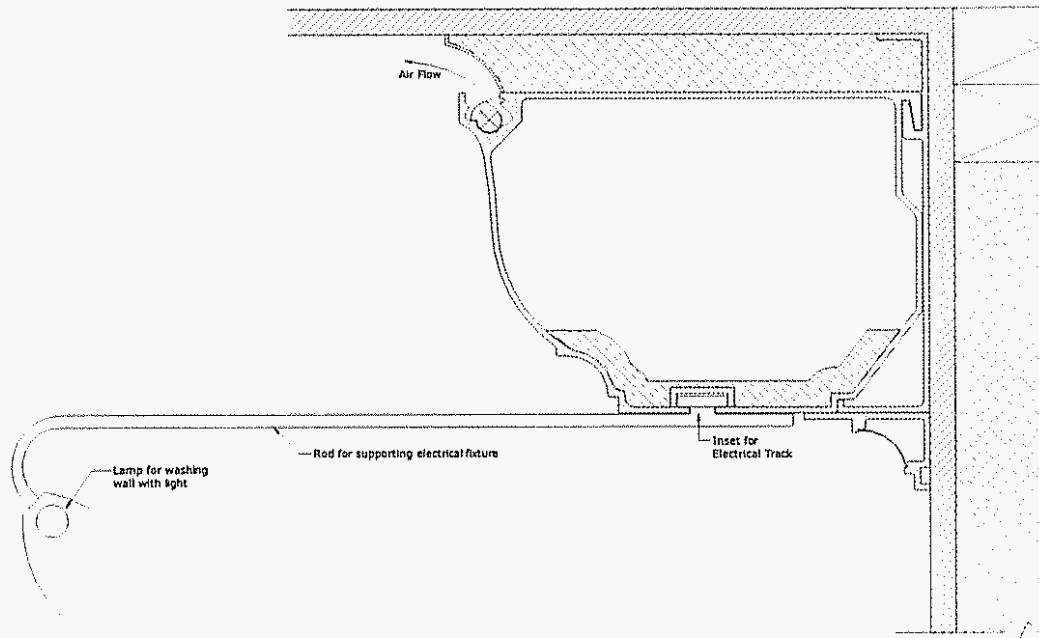 Air Flow
Inset for
Electrical Track
Rod for supporting electrical fixture
Lamp for washing
wall with light